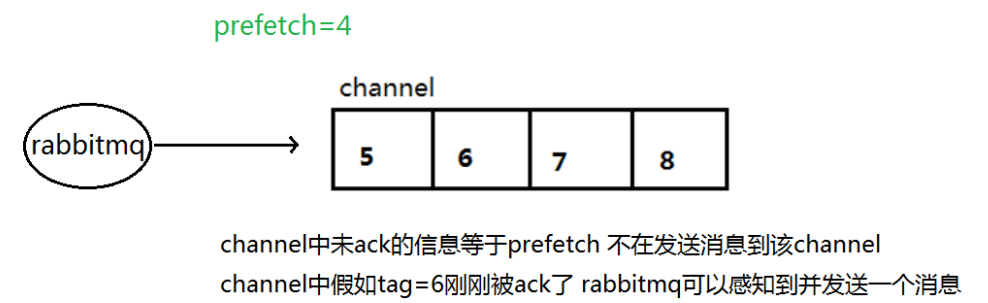 prefetch=4
channel
rabbitmq
5 6 7 8
channel中未ack的信息等于prefetch 不在发送消息到该channel
channel中假如tag=6刚刚被ack了 rabbitmq可以感知到并发送一个消息